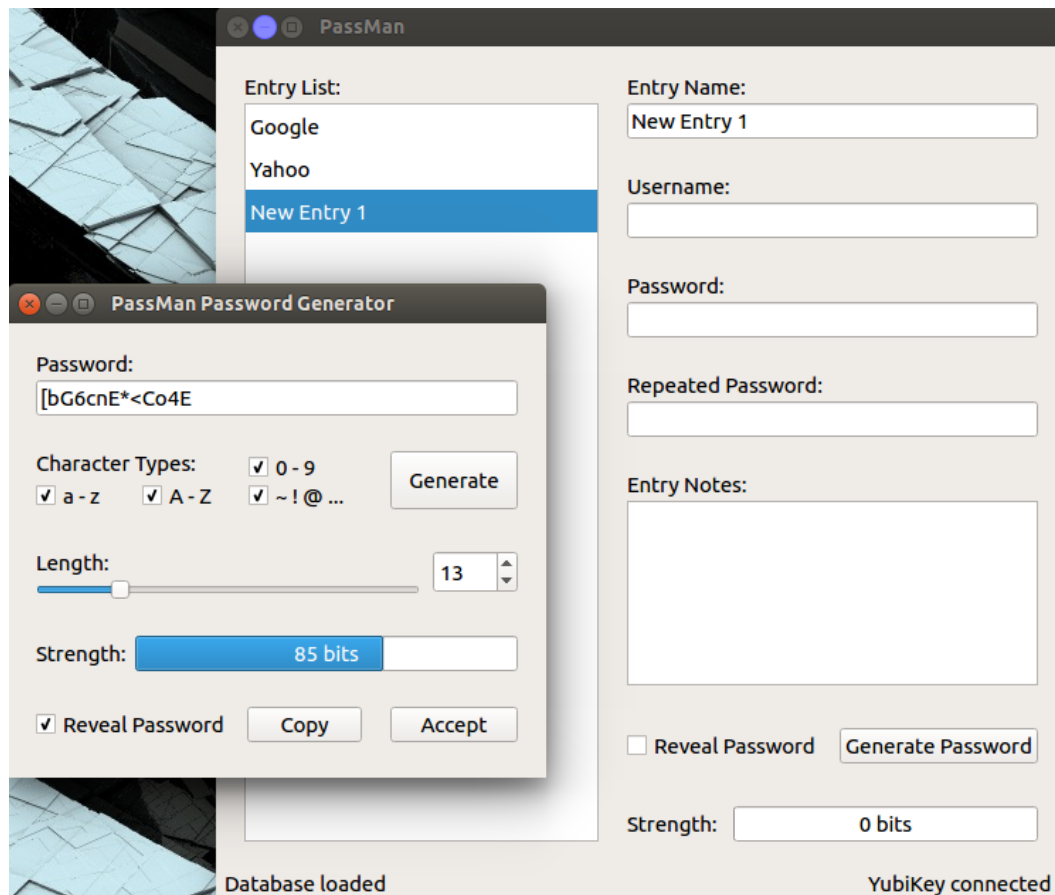 PassMan
Entry List:
Google
Yahoo
New Entry 1
Entry Name:
New Entry 1
Username:
Password:
Repeated Password:
Entry Notes:
Reveal Password
Generate Password
Strength:
0 bits
Database loaded
YubiKey connected
PassMan Password Generator
Password:
[bG6cnE*<Co4E
Character Types:
0 - 9
a - z
A - Z
~ ! @ ...
Generate
Length:
13
Strength:
85 bits
Reveal Password
Copy
Accept